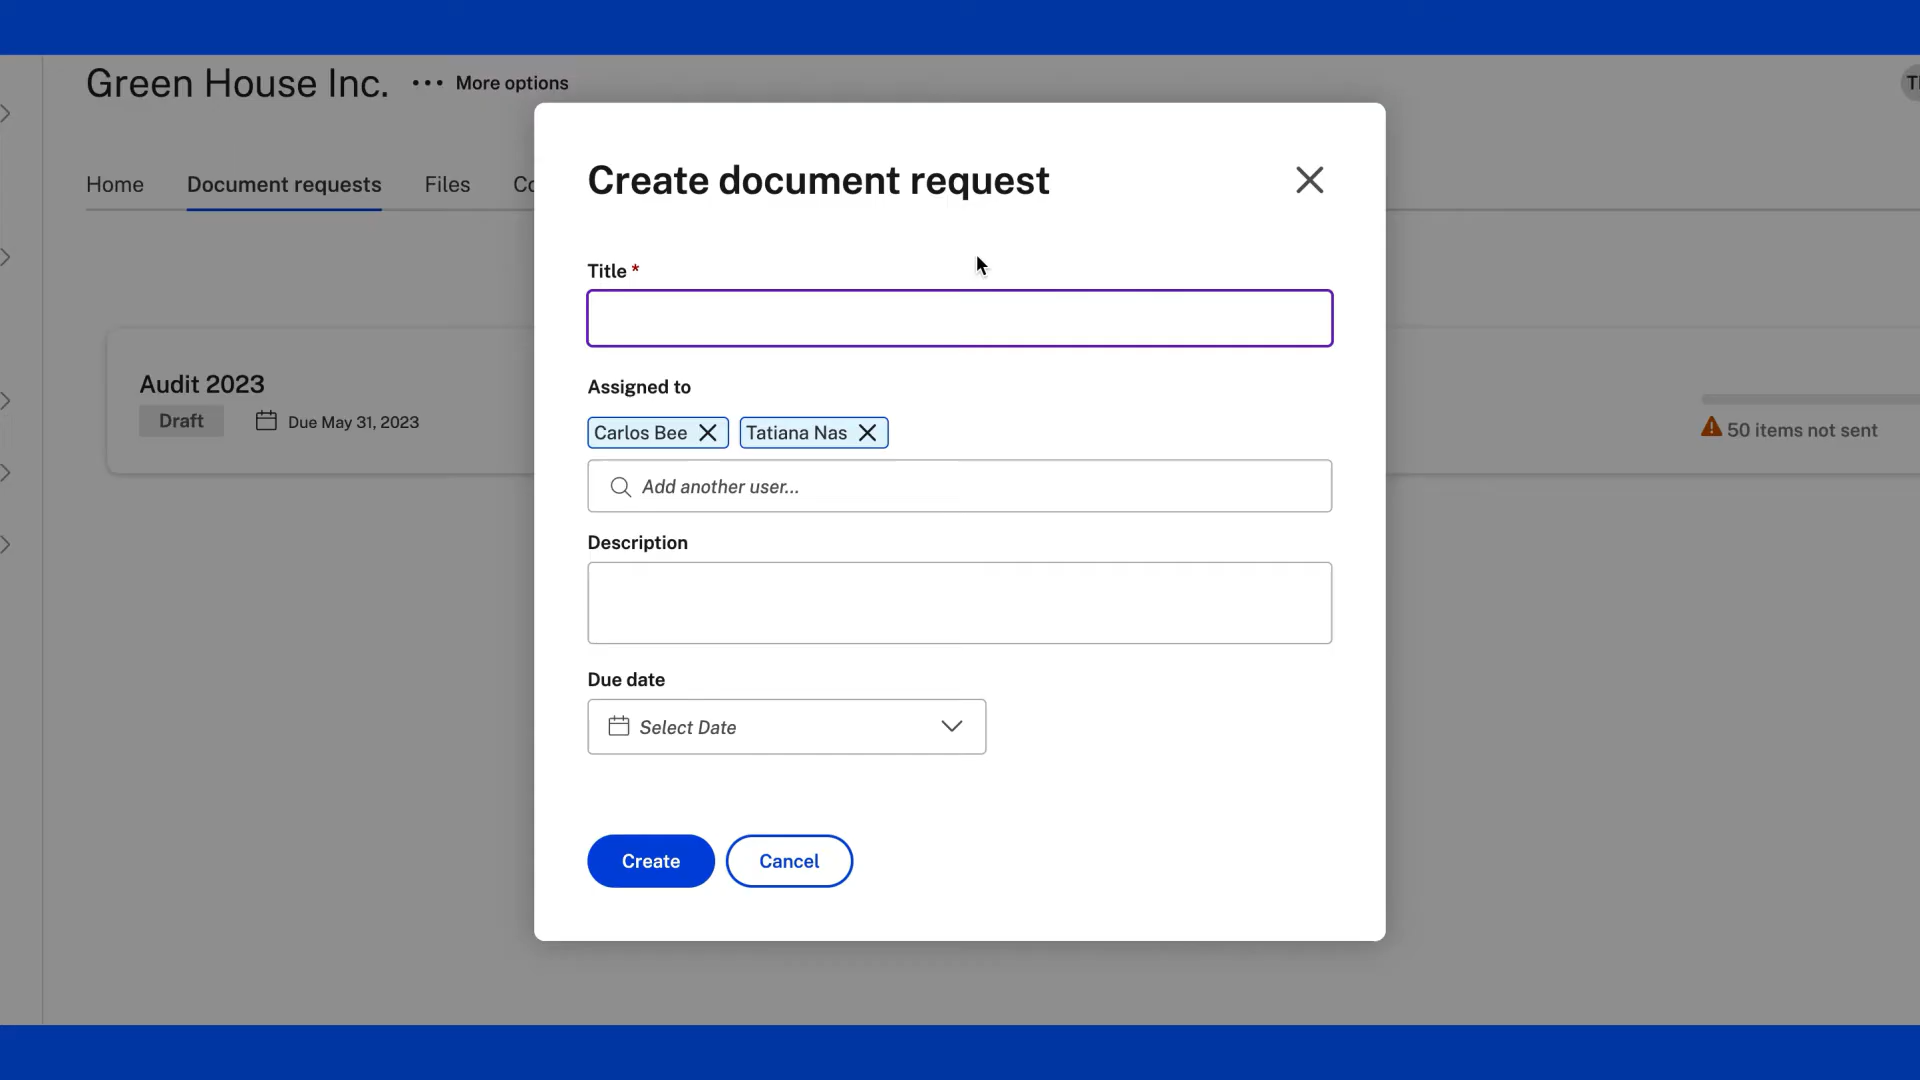 Green House Inc.
••• More options
Home
Document requests
Files
Audit 2023
Draft
Due May 31, 2023
50 items not sent
Create document request
Title *
Assigned to
Carlos Bee
Tatiana Nas
Add another user...
Description
Due date
Select Date
Create
Cancel